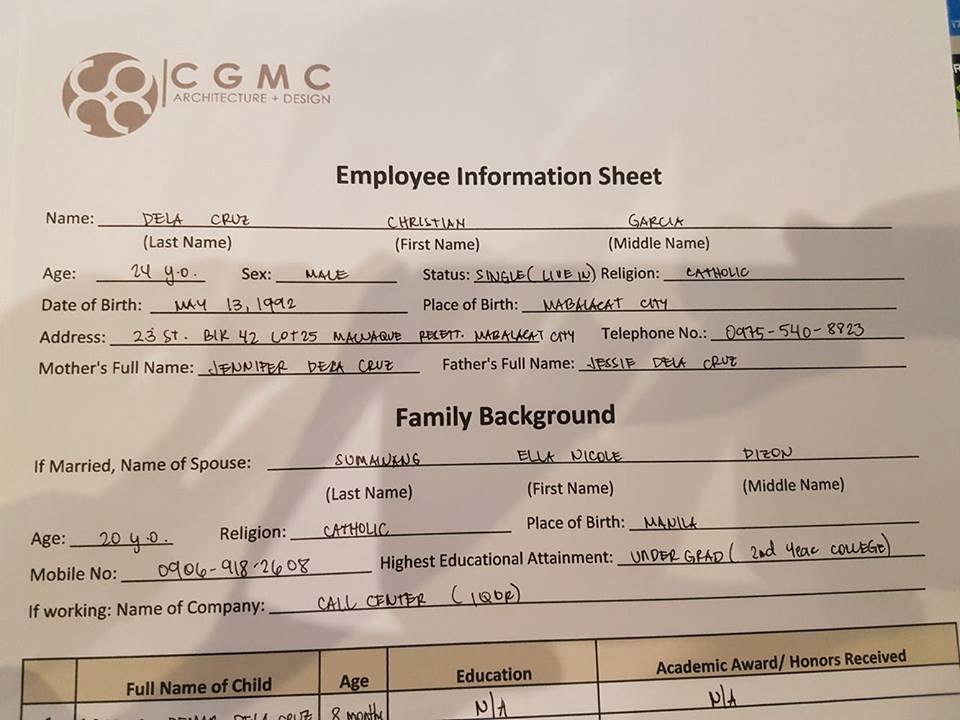 CGMC
ARCHITECTURE + DESIGN
Employee Information Sheet
Name: DELA CRUZ CHRISTIAN GARCIA
(Last Name) (First Name) (Middle Name)
Age: 24 y.o. Sex: MALE Status: SINGLE (LIVE IN) Religion: CATHOLIC
Date of Birth: MAY 13, 1992 Place of Birth: MABALACAT CITY
Address: 23 ST. BLK 42 LOT 25 MAUAQUE RESETT. MABALACAT CITY Telephone No.: 0975-540-8923
Mother's Full Name: JENNIFER DELA CRUZ Father's Full Name: JESSIE DELA CRUZ
Family Background
If Married, Name of Spouse: SUMAWANG ELLA NICOLE DIZON
(Last Name) (First Name) (Middle Name)
Age: 20 y.o. Religion: CATHOLIC Place of Birth: MANILA
Mobile No: 0906-918-2608 Highest Educational Attainment: UNDER GRAD (2nd year COLLEGE)
If working: Name of Company: CALL CENTER (IQOR)
Full Name of Child Age Education Academic Award/ Honors Received
DELA CRUZ 8 months N/A N/A